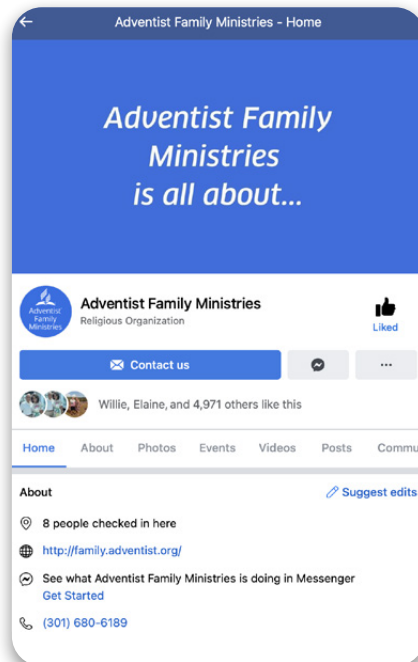 Adventist Family Ministries - Home
Adventist Family
Ministries
is all about...
Adventist
Family
Ministries
Adventist Family Ministries
Religious Organization
Liked
Contact us
Willie, Elaine, and 4,971 others like this
Home About Photos Events Videos Posts Commu
About
Suggest edits
8 people checked in here
http://family.adventist.org/
See what Adventist Family Ministries is doing in Messenger
Get Started
(301) 680-6189